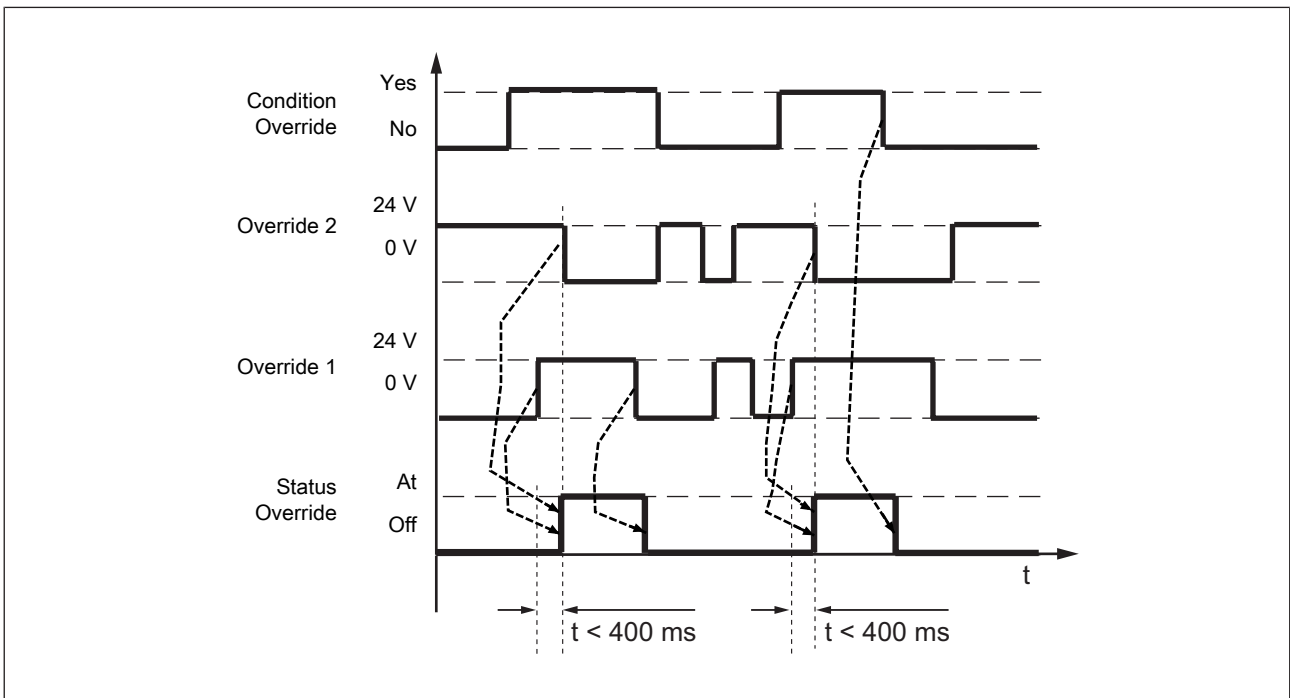 Condition
Override
Yes
No
Override 2
24 V
0 V
Override 1
24 V
0 V
Status
Override
At
Off
t
t < 400 ms
t < 400 ms